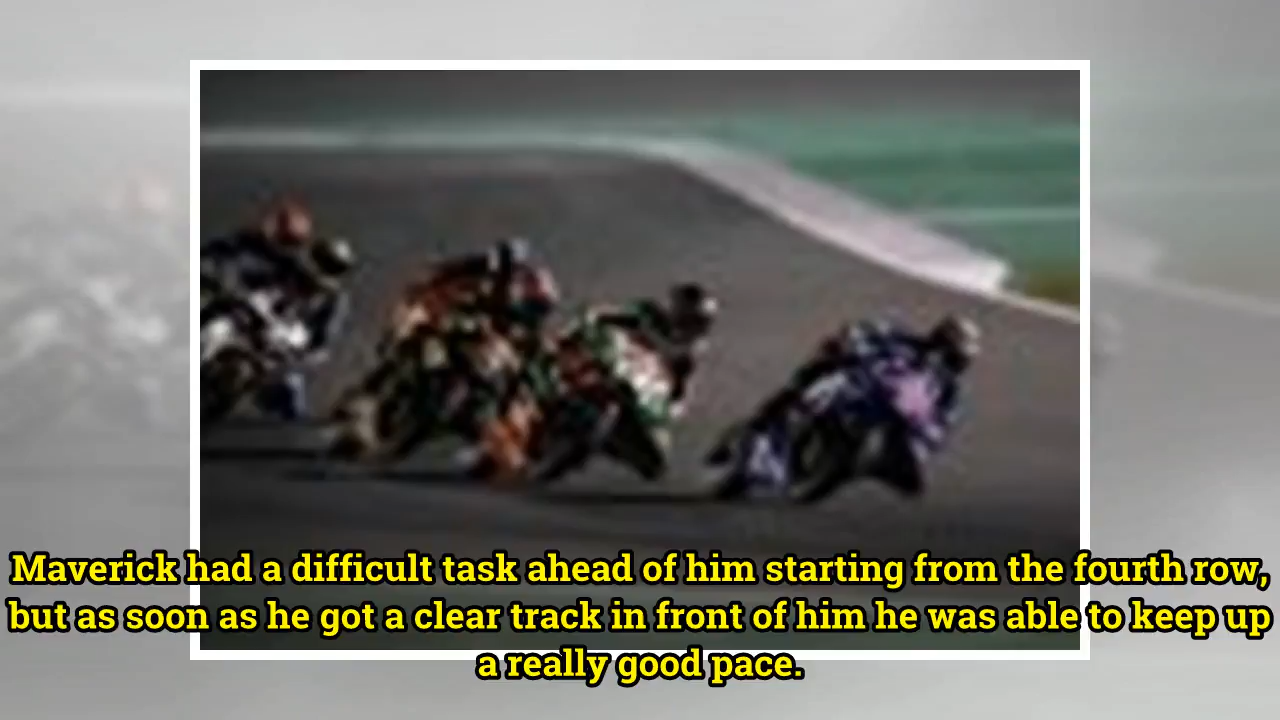 Maverick had a difficult task ahead of him starting from the fourth row,
but as soon as he got a clear track in front of him he was able to keep up
a really good pace.